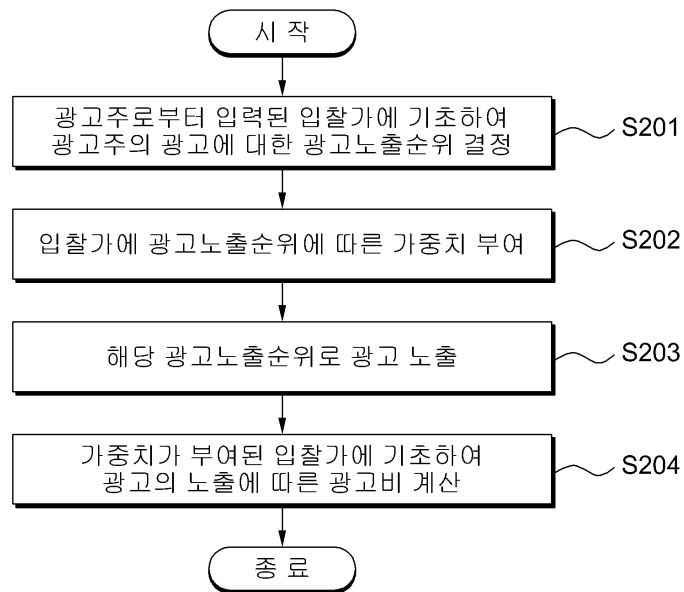 시 작
광고주로부터 입력된 입찰가에 기초하여
광고주의 광고에 대한 광고노출순위 결정
S201
입찰가에 광고노출순위에 따른 가중치 부여
S202
해당 광고노출순위로 광고 노출
S203
가중치가 부여된 입찰가에 기초하여
광고의 노출에 따른 광고비 계산
S204
종 료